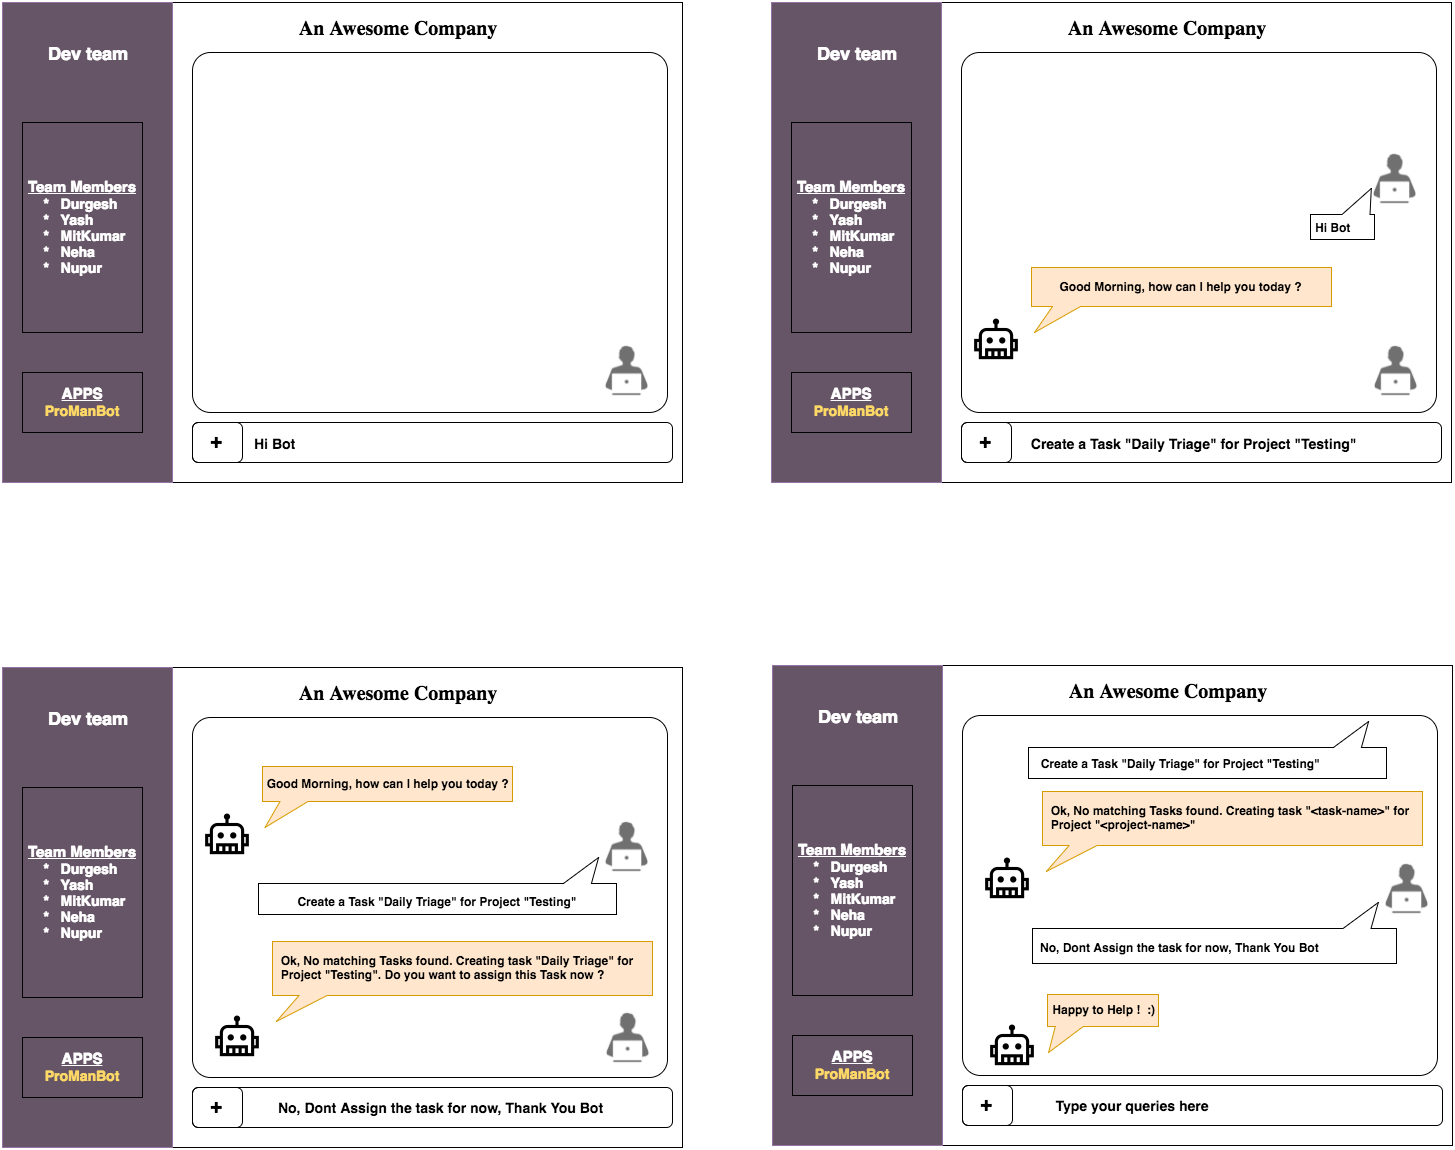 An Awesome Company
Dev team
Team Members
* Durgesh
* Yash
* MitKumar
* Neha
* Nupur
APPS
ProManBot
+
Hi Bot
An Awesome Company
Dev team
Team Members
* Durgesh
* Yash
* MitKumar
* Neha
* Nupur
APPS
ProManBot
Hi Bot
Good Morning, how can I help you today ?
+
Create a Task "Daily Triage" for Project "Testing"
An Awesome Company
Dev team
Team Members
* Durgesh
* Yash
* MitKumar
* Neha
* Nupur
APPS
ProManBot
Good Morning, how can I help you today ?
Create a Task "Daily Triage" for Project "Testing"
Ok, No matching Tasks found. Creating task "Daily Triage" for
Project "Testing". Do you want to assign this Task now ?
+
No, Dont Assign the task for now, Thank You Bot
An Awesome Company
Dev team
Team Members
* Durgesh
* Yash
* MitKumar
* Neha
* Nupur
APPS
ProManBot
Create a Task "Daily Triage" for Project "Testing"
Ok, No matching Tasks found. Creating task "<task-name>" for
Project "<project-name>"
No, Dont Assign the task for now, Thank You Bot
Happy to Help ! :)
+
Type your queries here